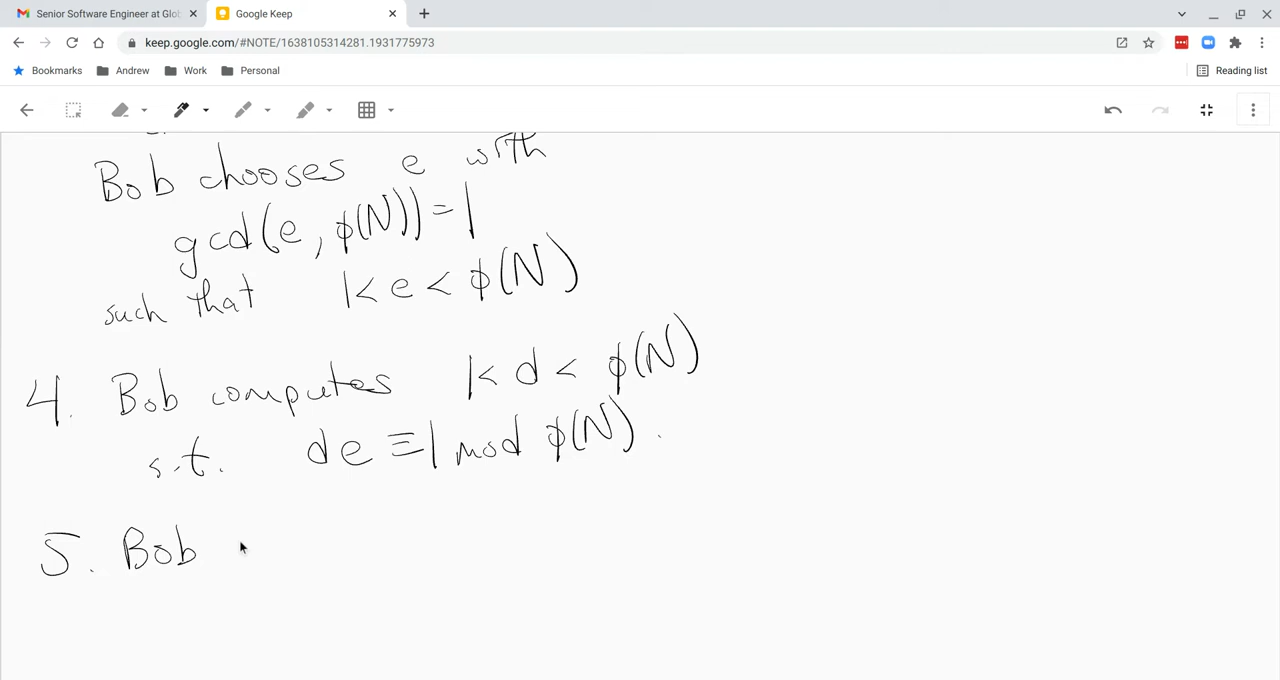 Senior Software Engineer at Glob
Google Keep
keep.google.com/#NOTE/1638105314281.1931775973
Bookmarks Andrew Work Personal Reading list
Bob chooses e with
gcd(e, φ(N)) = 1
such that 1 < e < φ(N)
4. Bob computes 1 < d < φ(N)
s.t. de ≡ 1 mod φ(N).
5. Bob